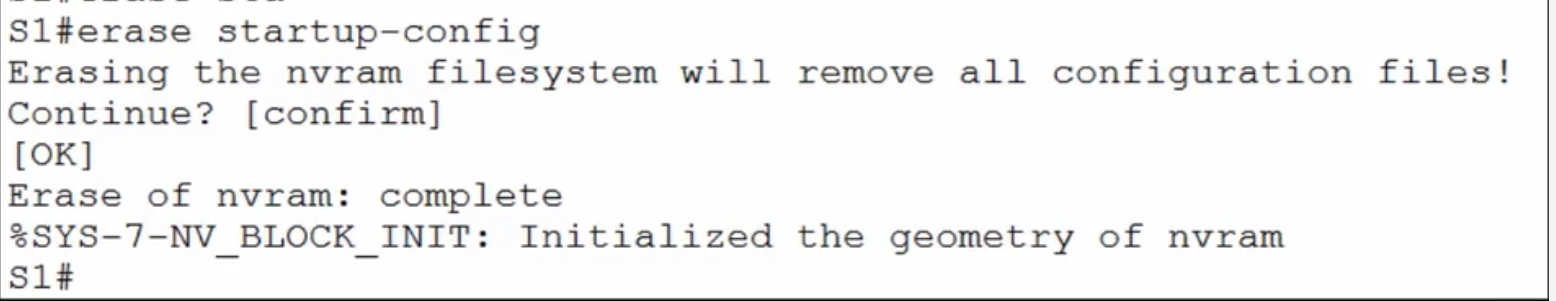 S1#erase startup-config
Erasing the nvram filesystem will remove all configuration files!
Continue? [confirm]
[OK]
Erase of nvram: complete
%SYS-7-NV_BLOCK_INIT: Initialized the geometry of nvram
S1#